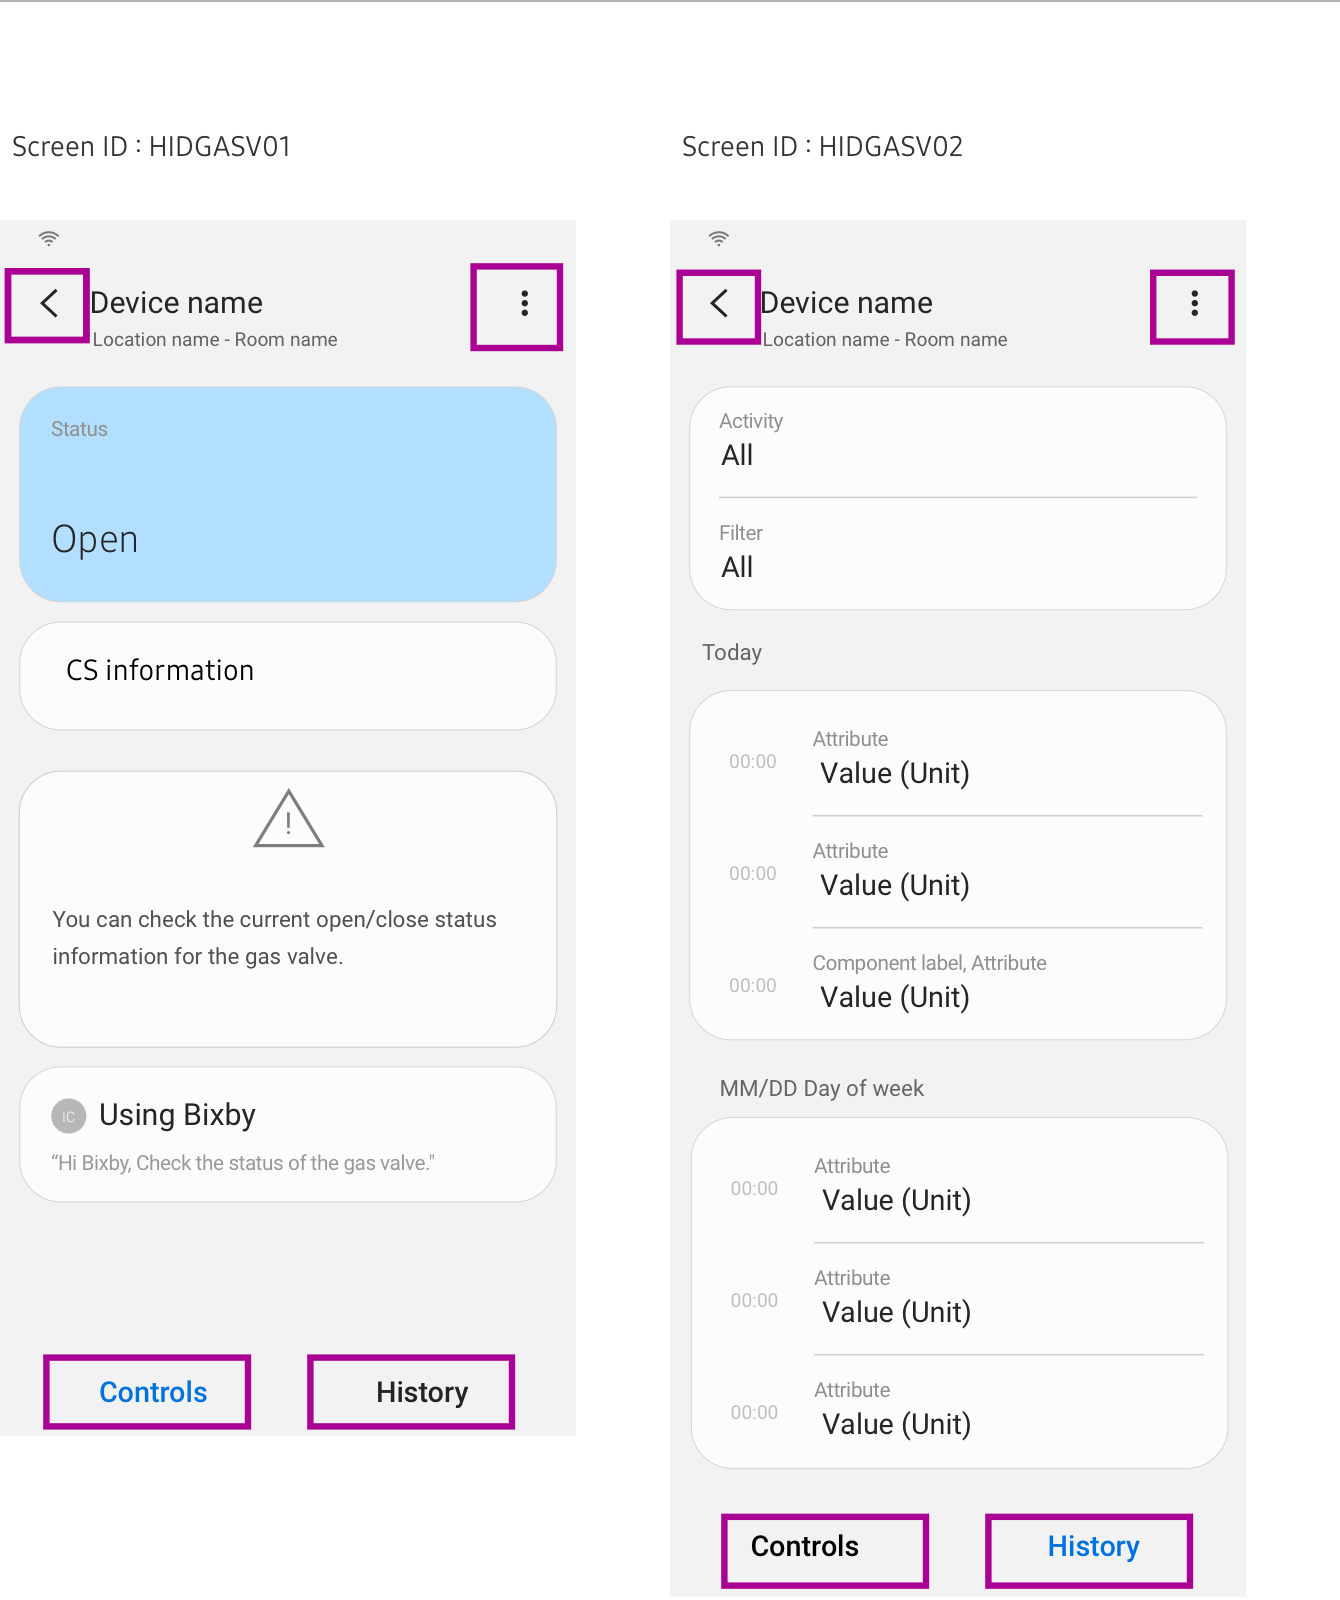 Screen ID : HIDGASV01
Device name
Location name - Room name
Status
Open
CS information
!
You can check the current open/close status
information for the gas valve.
IC Using Bixby
“Hi Bixby, Check the status of the gas valve."
Controls History
Screen ID : HIDGASV02
Device name
Location name - Room name
Activity
All
Filter
All
Today
Attribute
00:00
Value (Unit)
Attribute
00:00
Value (Unit)
Component label, Attribute
00:00
Value (Unit)
MM/DD Day of week
Attribute
00:00
Value (Unit)
Attribute
00:00
Value (Unit)
Attribute
00:00
Value (Unit)
Controls History